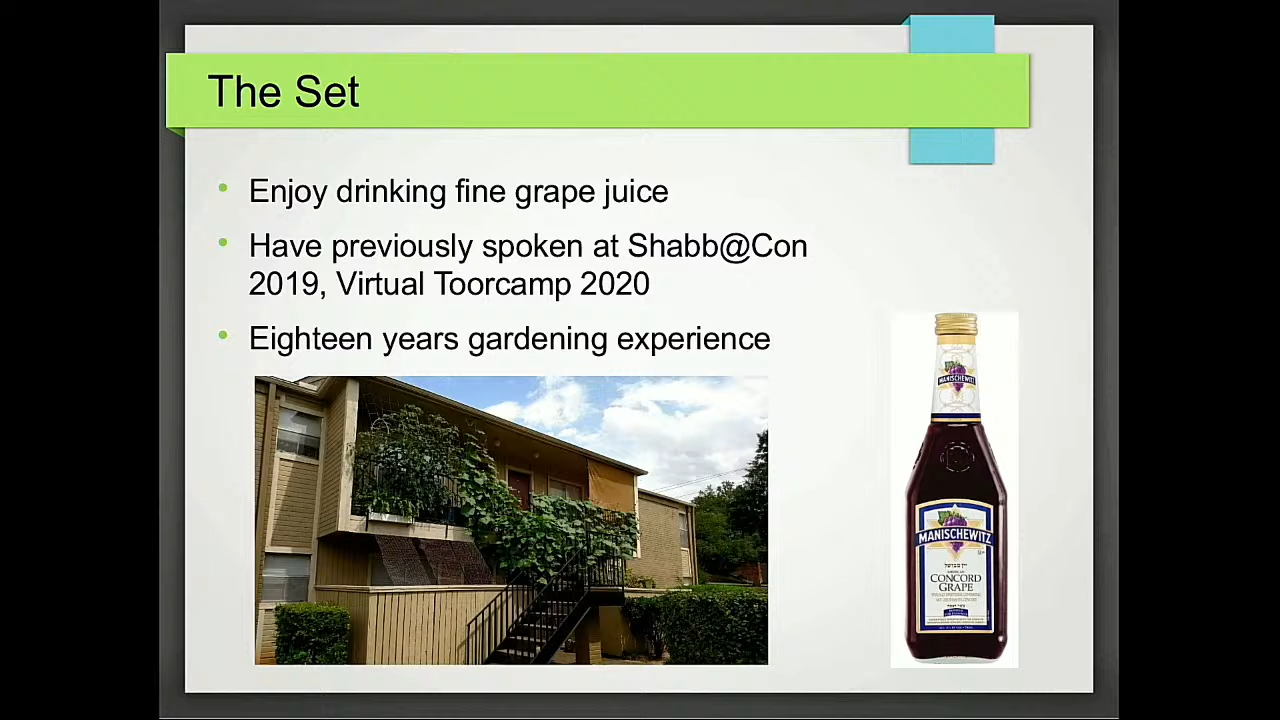 The Set
Enjoy drinking fine grape juice
Have previously spoken at Shabb@Con
2019, Virtual Toorcamp 2020
Eighteen years gardening experience
MANISCHEWITZ
MANISCHEWITZ
CONCORD
GRAPE